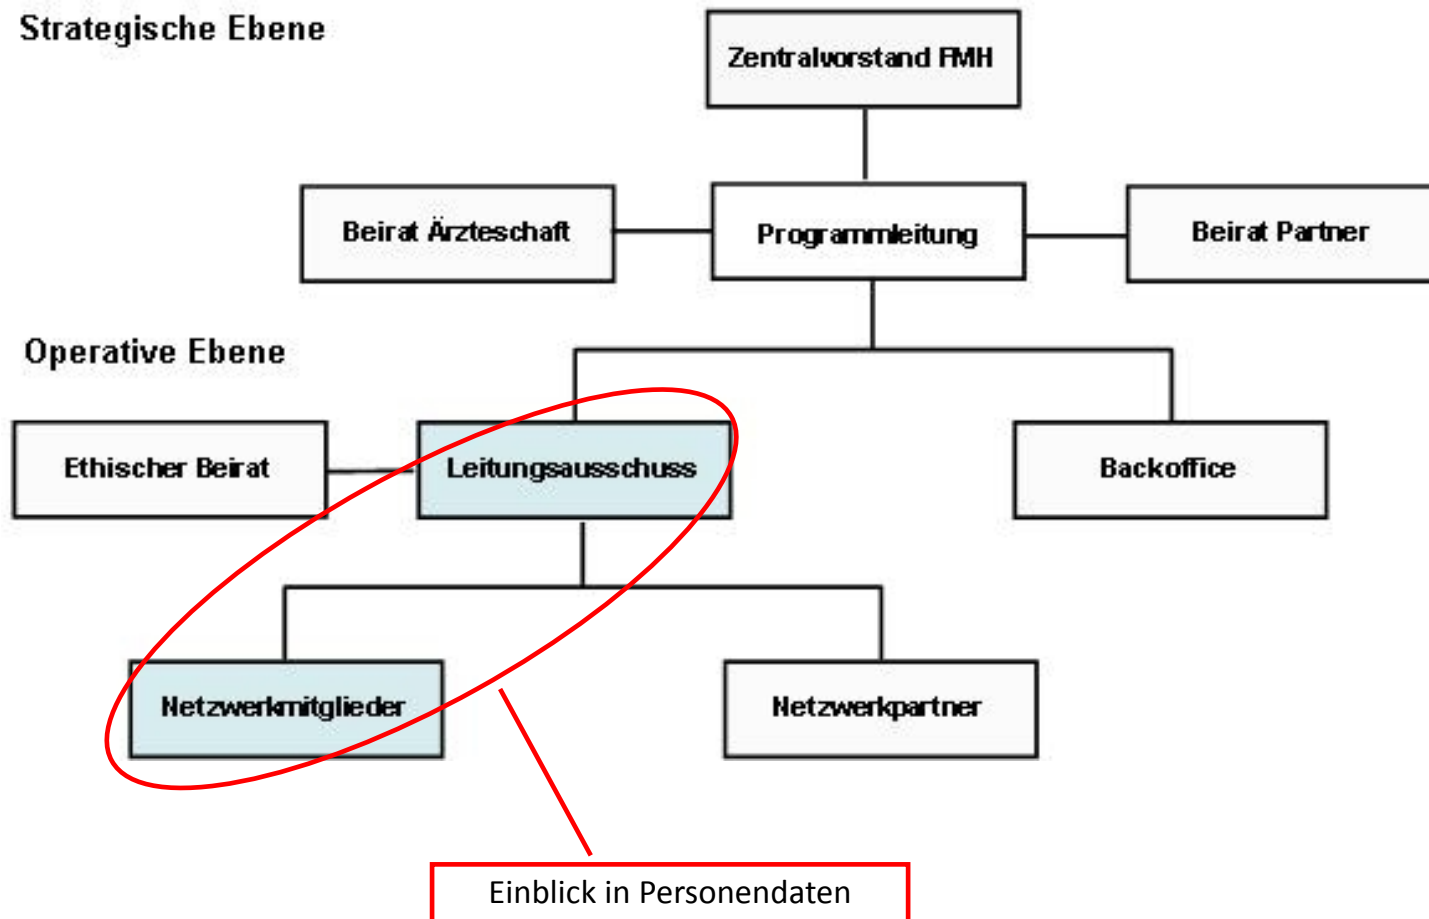 Strategische Ebene
Zentralvorstand FMH
Beirat Ärzteschaft
Programmleitung
Beirat Partner
Operative Ebene
Ethischer Beirat
Leitungsausschuss
Backoffice
Netzwerkmitglieder
Netzwerkpartner
Einblick in Personendaten